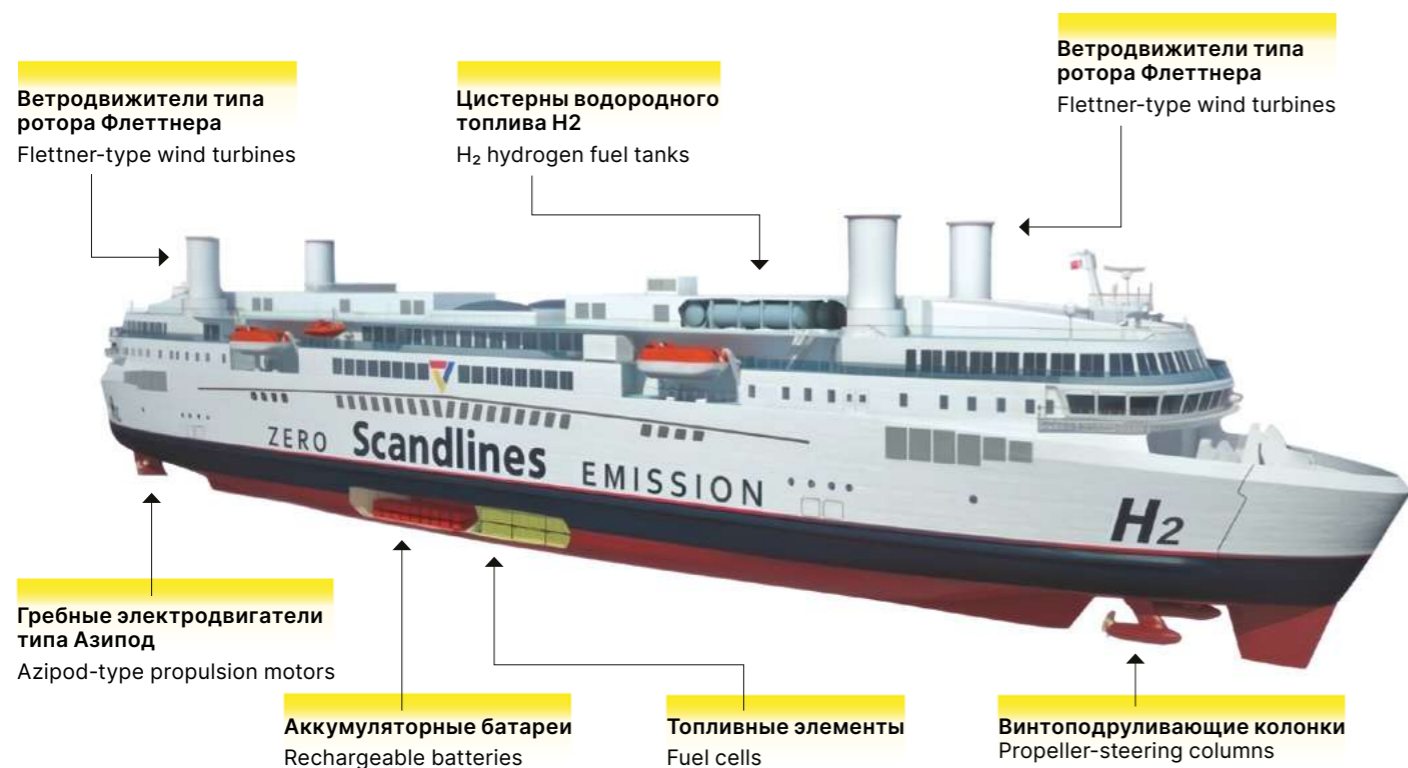 Ветродвижители типа
ротора Флеттнера
Flettner-type wind turbines
Цистерны водородного
топлива H2
H₂ hydrogen fuel tanks
Ветродвижители типа
ротора Флеттнера
Flettner-type wind turbines
ZERO Scandlines EMISSION
H2
Гребные электродвигатели
типа Азипод
Azipod-type propulsion motors
Аккумуляторные батареи
Rechargeable batteries
Топливные элементы
Fuel cells
Винтоподруливающие колонки
Propeller-steering columns